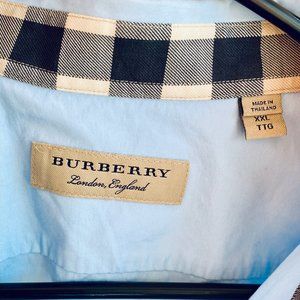 BURBERRY
London, England
MADE IN
THAILAND
XXL
TTG